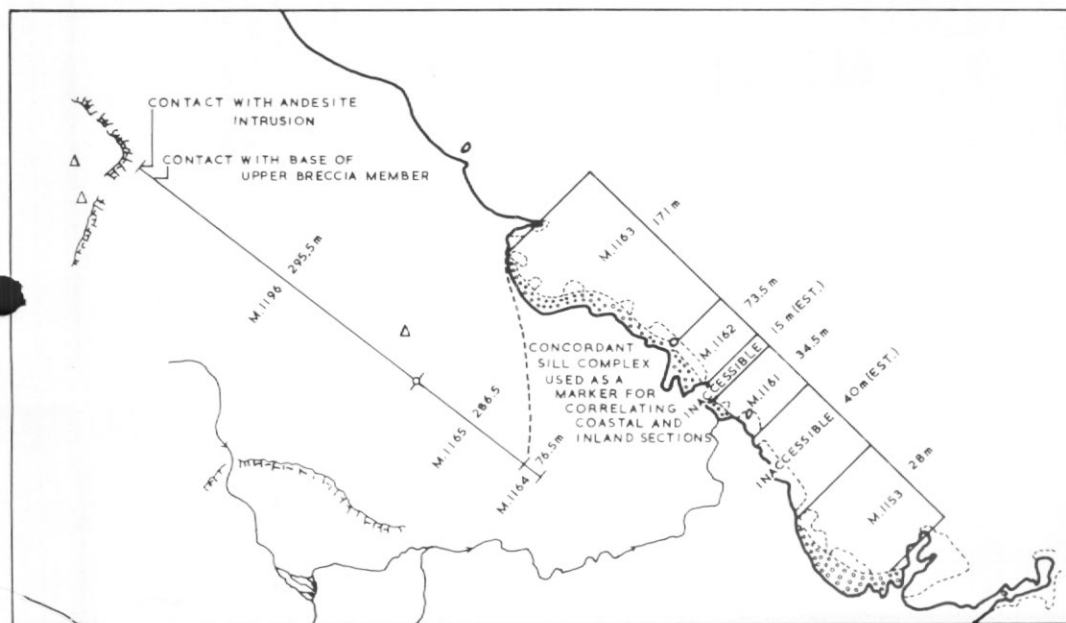 CONTACT WITH ANDESITE
INTRUSION
CONTACT WITH BASE OF
UPPER BRECCIA MEMBER
M.1196
295.5m
M.1165
286.5
M.1164
76.5m
CONCORDANT
SILL COMPLEX
USED AS A
MARKER FOR
CORRELATING
COASTAL AND
INLAND SECTIONS
M.1163
171m
M.1162
73.5m
INACCESSIBLE
15m(EST.)
M.1161
34.5m
INACCESSIBLE
40m(EST.)
M.1153
28m